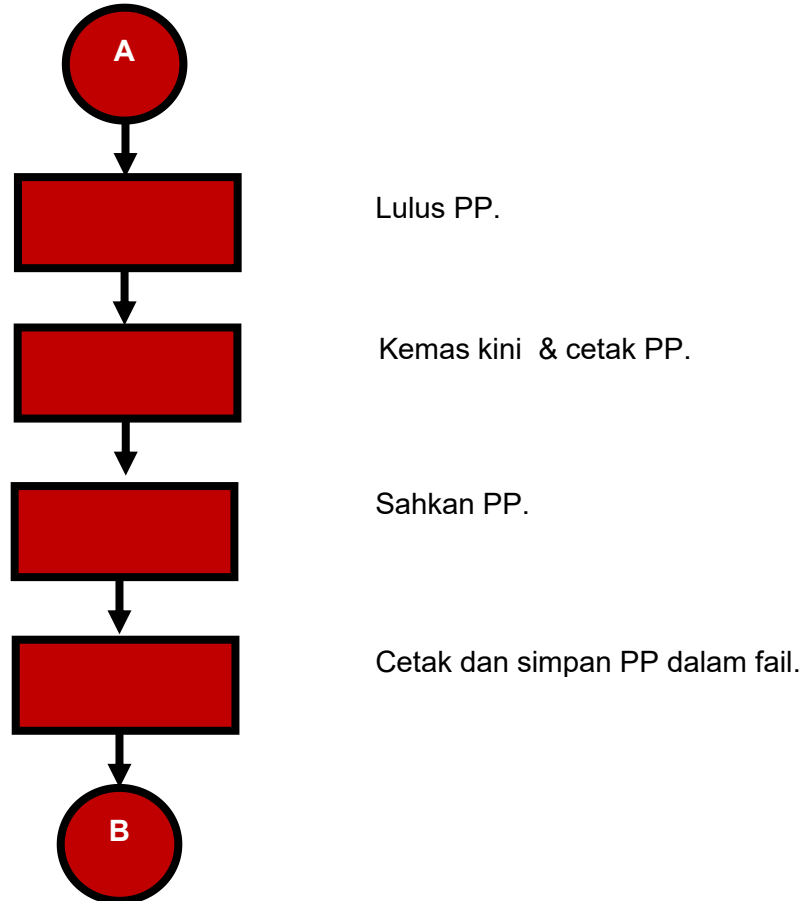 A
Lulus PP.
Kemas kini  & cetak PP.
Sahkan PP.
Cetak dan simpan PP dalam fail.
B